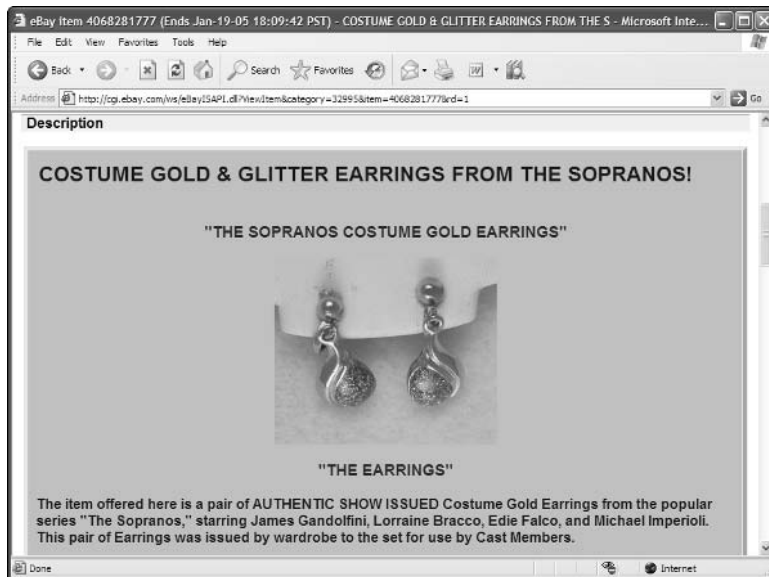 eBay item 4068281777 (Ends Jan-19-05 18:09:42 PST) - COSTUME GOLD & GLITTER EARRINGS FROM THE S - Microsoft Inte...
File Edit View Favorites Tools Help
Back Search Favorites
Address http://cgi.ebay.com/ws/eBayISAPI.dll?ViewItem&category=32995&item=4068281777&rd=1 Go
Description
COSTUME GOLD & GLITTER EARRINGS FROM THE SOPRANOS!
"THE SOPRANOS COSTUME GOLD EARRINGS"
"THE EARRINGS"
The item offered here is a pair of AUTHENTIC SHOW ISSUED Costume Gold Earrings from the popular
series "The Sopranos," starring James Gandolfini, Lorraine Bracco, Edie Falco, and Michael Imperioli.
This pair of Earrings was issued by wardrobe to the set for use by Cast Members.
Done Internet